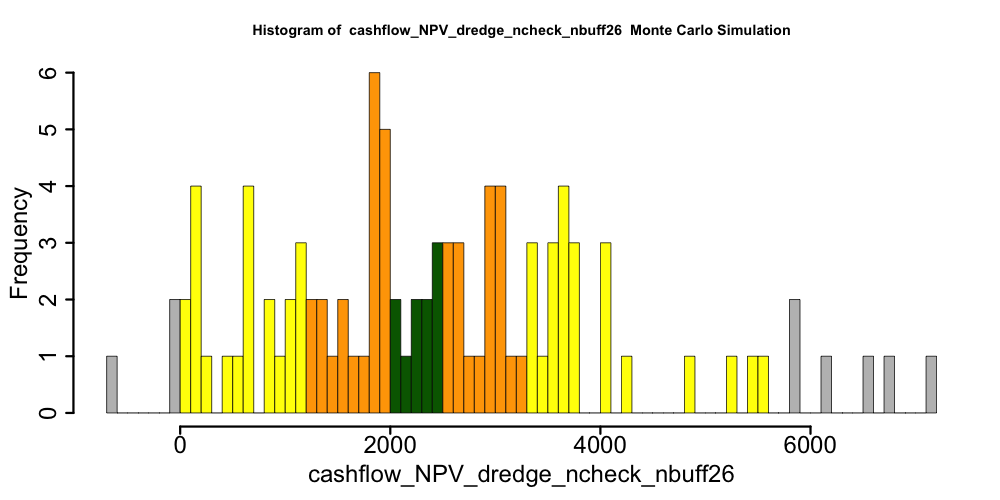 Histogram of  cashflow_NPV_dredge_ncheck_nbuff26  Monte Carlo Simulation
Frequency
6
5
4
3
2
1
0
0 2000 4000 6000
cashflow_NPV_dredge_ncheck_nbuff26